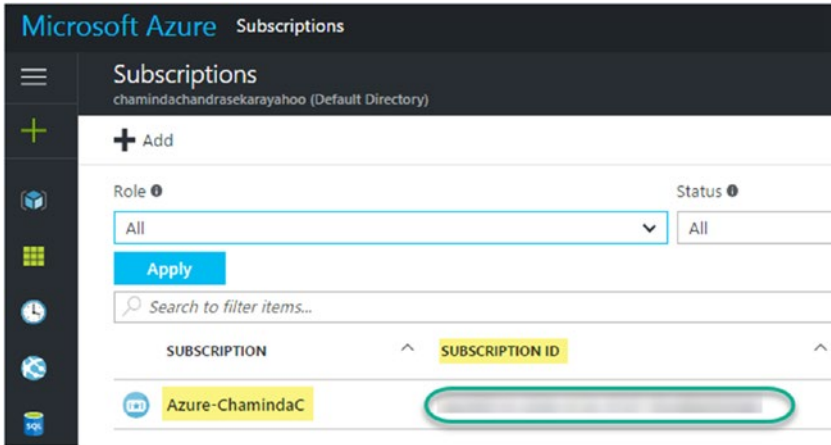 Microsoft Azure Subscriptions
Subscriptions
chamindachandrasekarayahoo (Default Directory)
Add
Role Status
All All
Apply
Search to filter items...
SUBSCRIPTION SUBSCRIPTION ID
Azure-ChamindaC
SQL